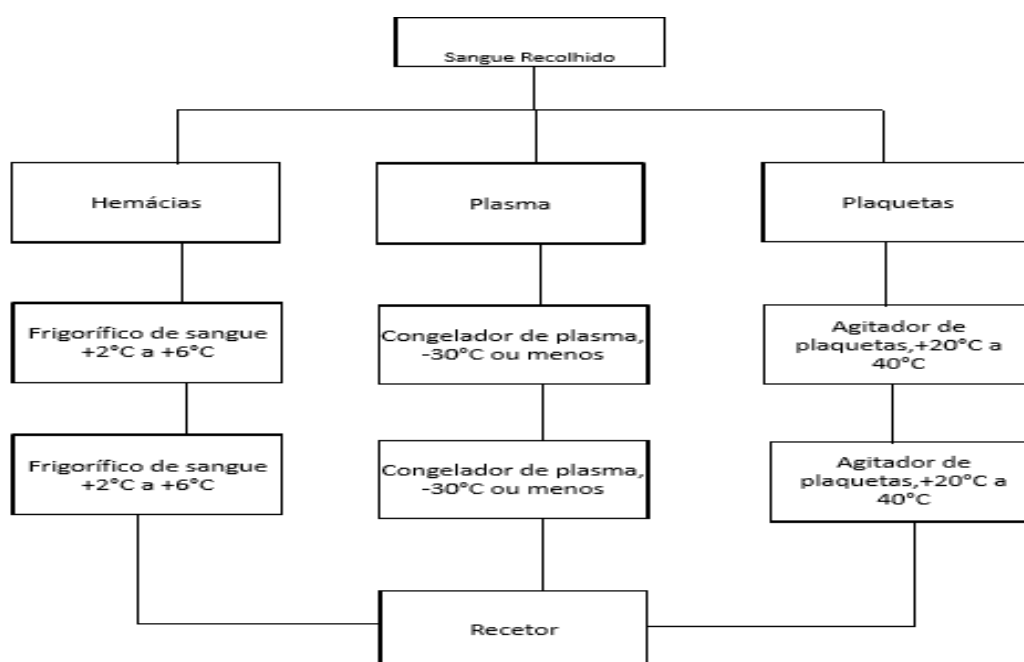 Sangue Recolhido
Hemácias
Plasma
Plaquetas
Frigorífico de sangue
+2°C a +6°C
Congelador de plasma,
-30°C ou menos
Agitador de
plaquetas,+20°C a
40°C
Frigorífico de sangue
+2°C a +6°C
Congelador de plasma,
-30°C ou menos
Agitador de
plaquetas,+20°C a
40°C
Recetor